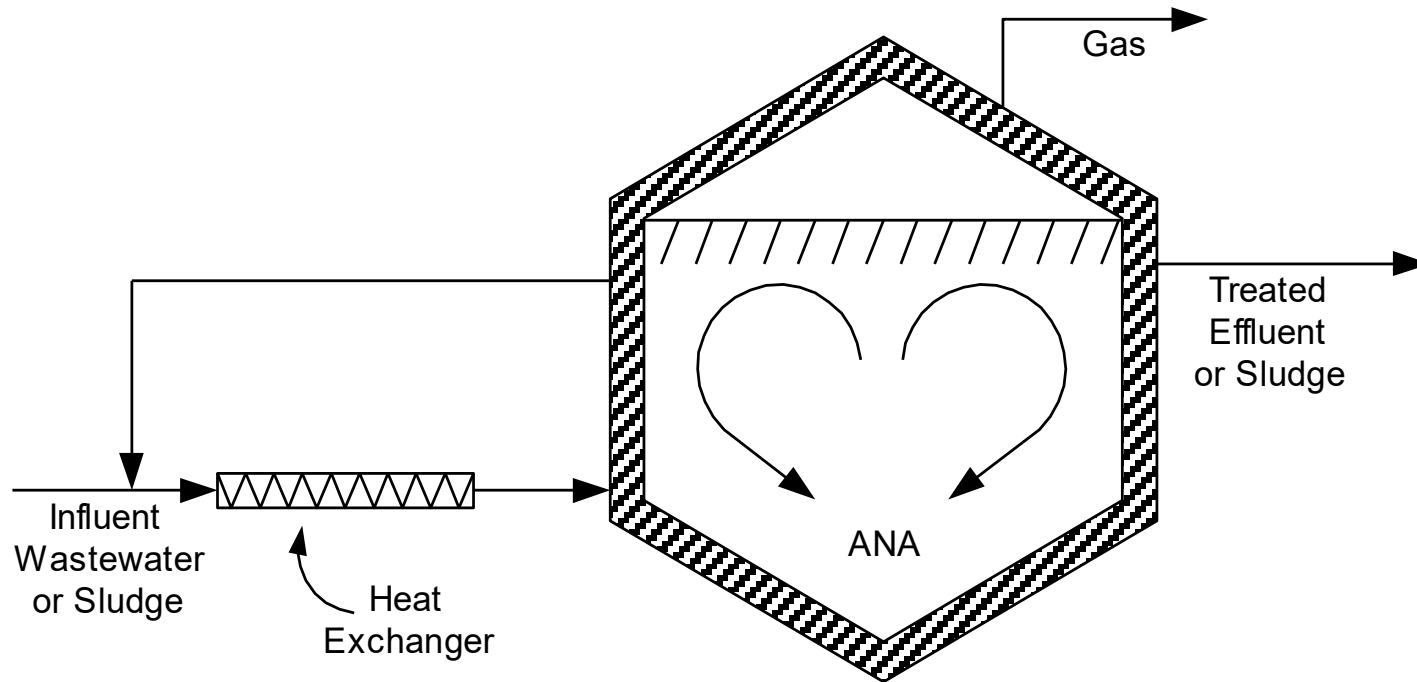 Gas
Treated
Effluent
or Sludge
Influent
Wastewater
or Sludge
Heat
Exchanger
ANA